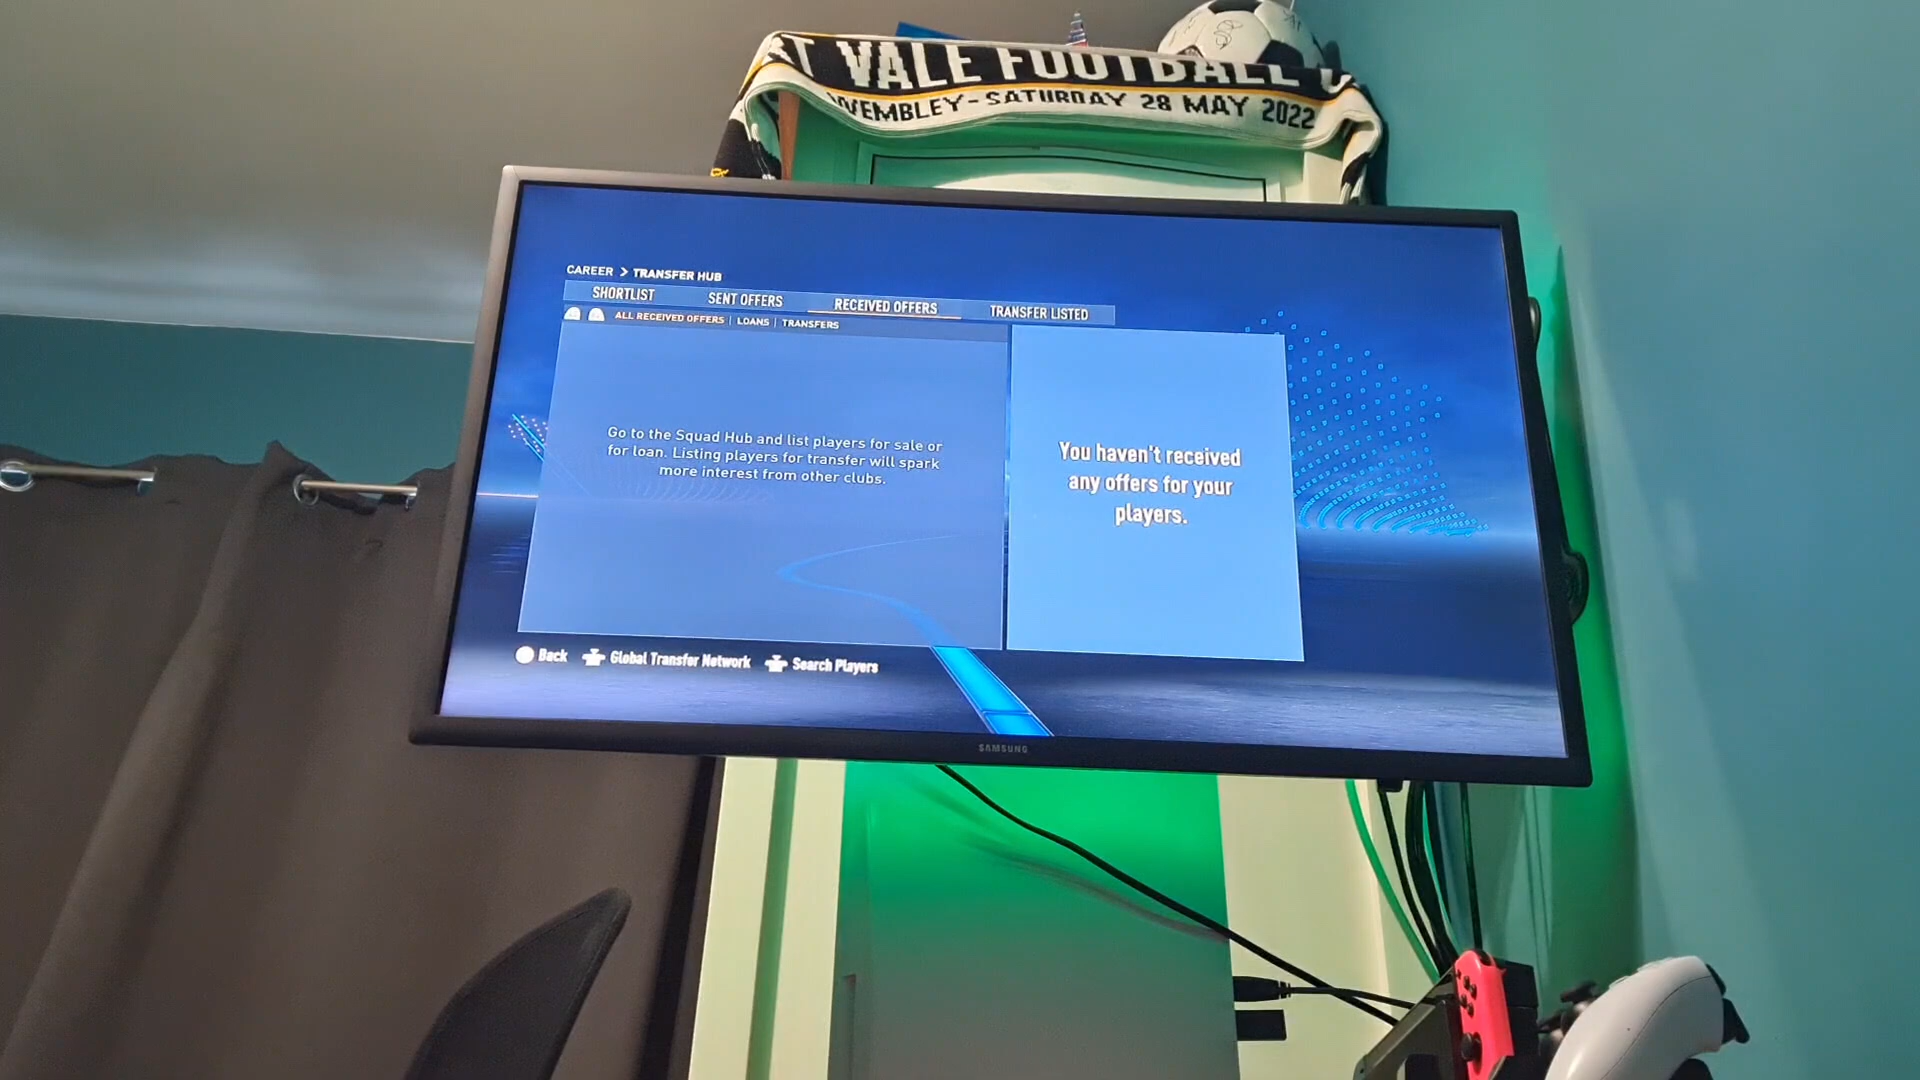 VALE FOOTBALL
WEMBLEY-SATURDAY 28 MAY 2022
CAREER > TRANSFER HUB
SHORTLIST SENT OFFERS RECEIVED OFFERS TRANSFER LISTED
ALL RECEIVED OFFERS | LOANS | TRANSFERS
Go to the Squad Hub and list players for sale or
for loan. Listing players for transfer will spark
more interest from other clubs.
You haven't received
any offers for your
players.
Back Global Transfer Network Search Players
SAMSUNG